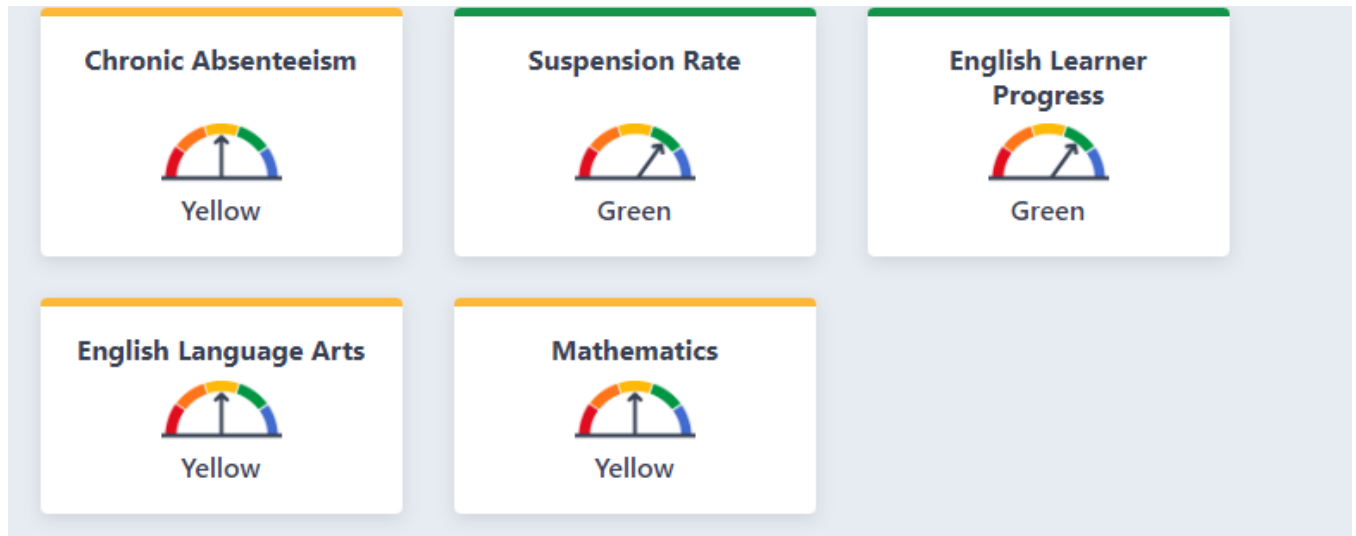 Chronic Absenteeism
Yellow
Suspension Rate
Green
English Learner
Progress
Green
English Language Arts
Yellow
Mathematics
Yellow